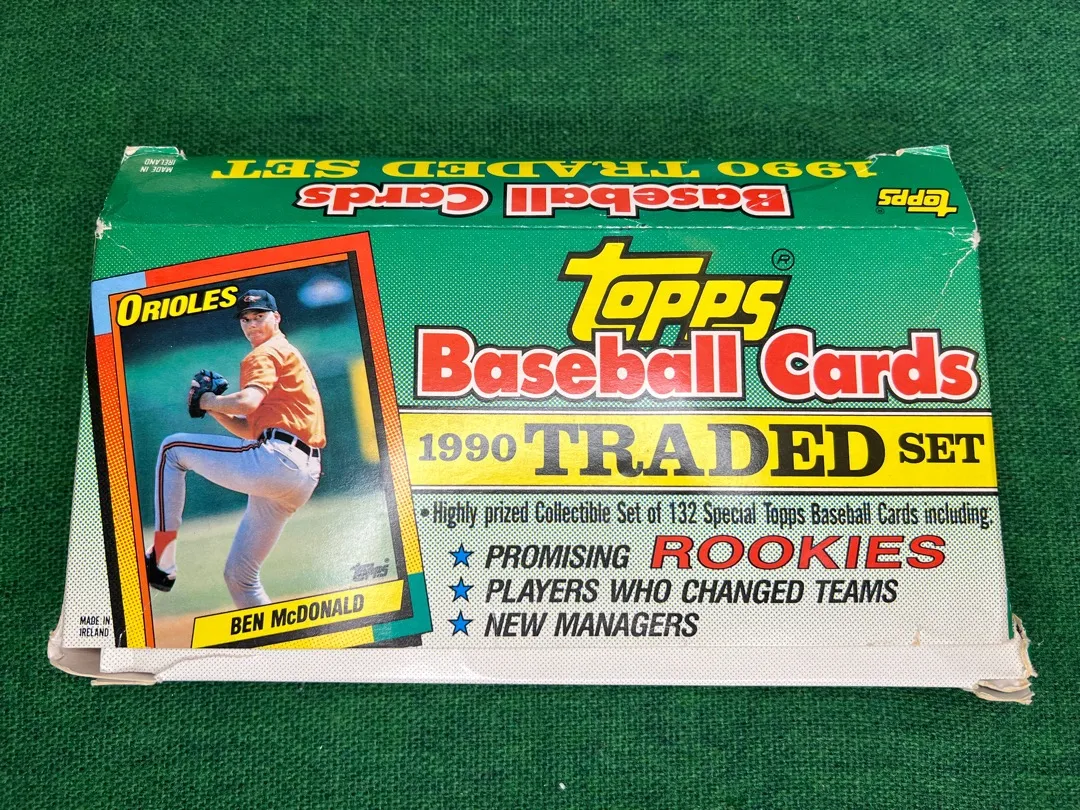 MADE IN
IRELAND
1990 TRADED SET
Baseball Cards
Topps
ORIOLES
Topps
BEN McDONALD
MADE IN
IRELAND
Topps ®
Baseball Cards
1990 TRADED SET
• Highly prized Collectible Set of 132 Special Topps Baseball Cards including.
★ PROMISING ROOKIES
★ PLAYERS WHO CHANGED TEAMS
★ NEW MANAGERS